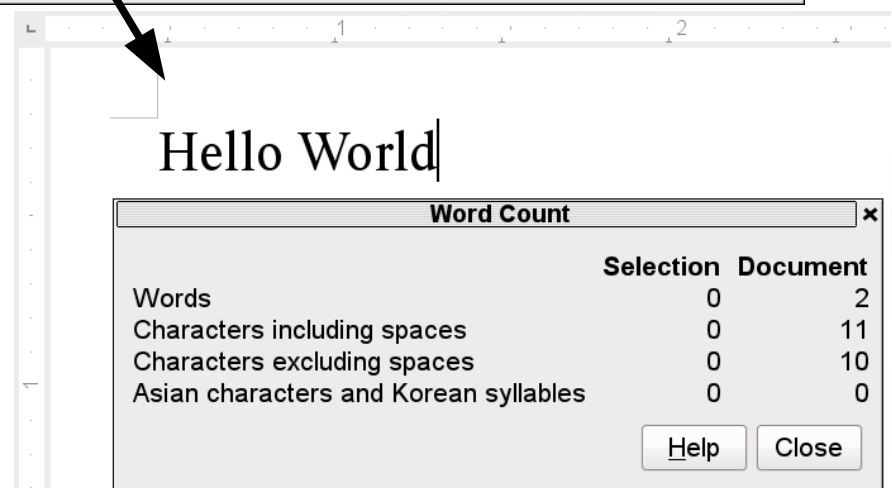 1 2
Hello World
Word Count
Selection Document
Words 0 2
Characters including spaces 0 11
Characters excluding spaces 0 10
Asian characters and Korean syllables 0 0
1
Help Close